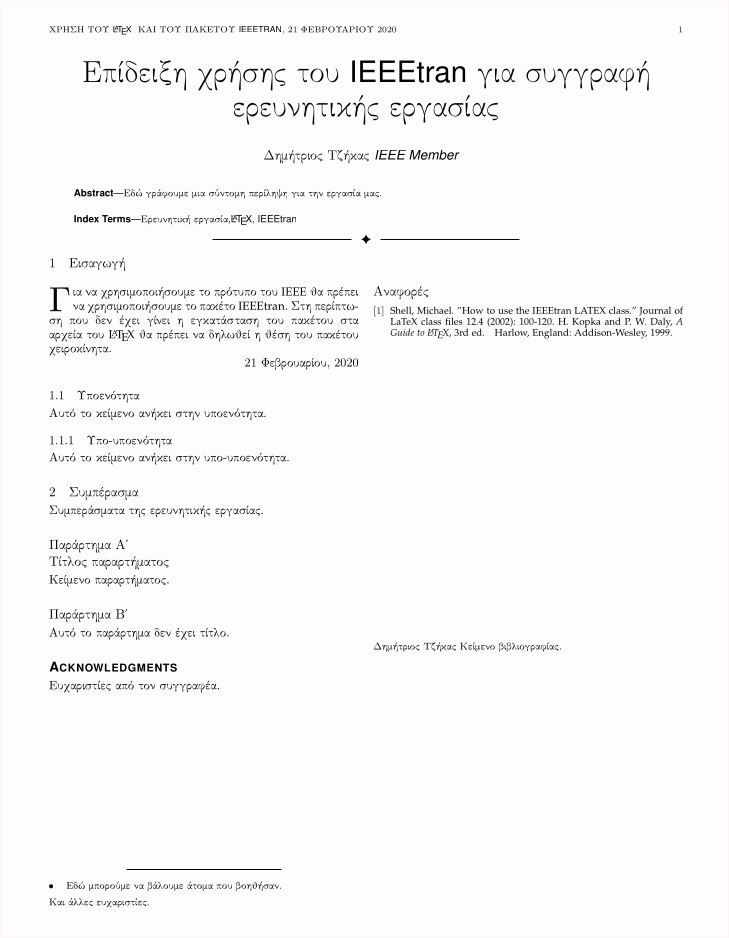 ΧΡΗΣΗ ΤΟΥ LATEX ΚΑΙ ΤΟΥ ΠΑΚΕΤΟΥ IEEETRAN, 21 ΦΕΒΡΟΥΑΡΙΟΥ 2020 1
Επίδειξη χρήσης του IEEEtran για συγγραφή
ερευνητικής εργασίας
Δημήτριος Τζήκας IEEE Member
Abstract—Εδώ γράφουμε μια σύντομη περίληψη για την εργασία μας.
Index Terms—Ερευνητική εργασία,LATEX, IEEEtran
1 Εισαγωγή
Για να χρησιμοποιήσουμε το πρότυπο του IEEE θα πρέπει
να χρησιμοποιήσουμε το πακέτο IEEEtran. Στη περίπτω-
ση που δεν έχει γίνει η εγκατάσταση του πακέτου στα
αρχεία του LATEX θα πρέπει να δηλωθεί η θέση του πακέτου
χειροκίνητα.
21 Φεβρουαρίου, 2020
1.1 Υποενότητα
Αυτό το κείμενο ανήκει στην υποενότητα.
1.1.1 Υπο-υποενότητα
Αυτό το κείμενο ανήκει στην υπο-υποενότητα.
2 Συμπέρασμα
Συμπεράσματα της ερευνητικής εργασίας.
Παράρτημα Αʹ
Τίτλος παραρτήματος
Κείμενο παραρτήματος.
Παράρτημα Βʹ
Αυτό το παράρτημα δεν έχει τίτλο.
ACKNOWLEDGMENTS
Ευχαριστίες από τον συγγραφέα.
• Εδώ μπορούμε να βάλουμε άτομα που βοηθήσαν.
Και άλλες ευχαριστίες.
Αναφορές
[1] Shell, Michael. "How to use the IEEEtran LATEX class." Journal of
LaTeX class files 12.4 (2002): 100-120. H. Kopka and P. W. Daly, A
Guide to LATEX, 3rd ed. Harlow, England: Addison-Wesley, 1999.
Δημήτριος Τζήκας Κείμενο βιβλιογραφίας.